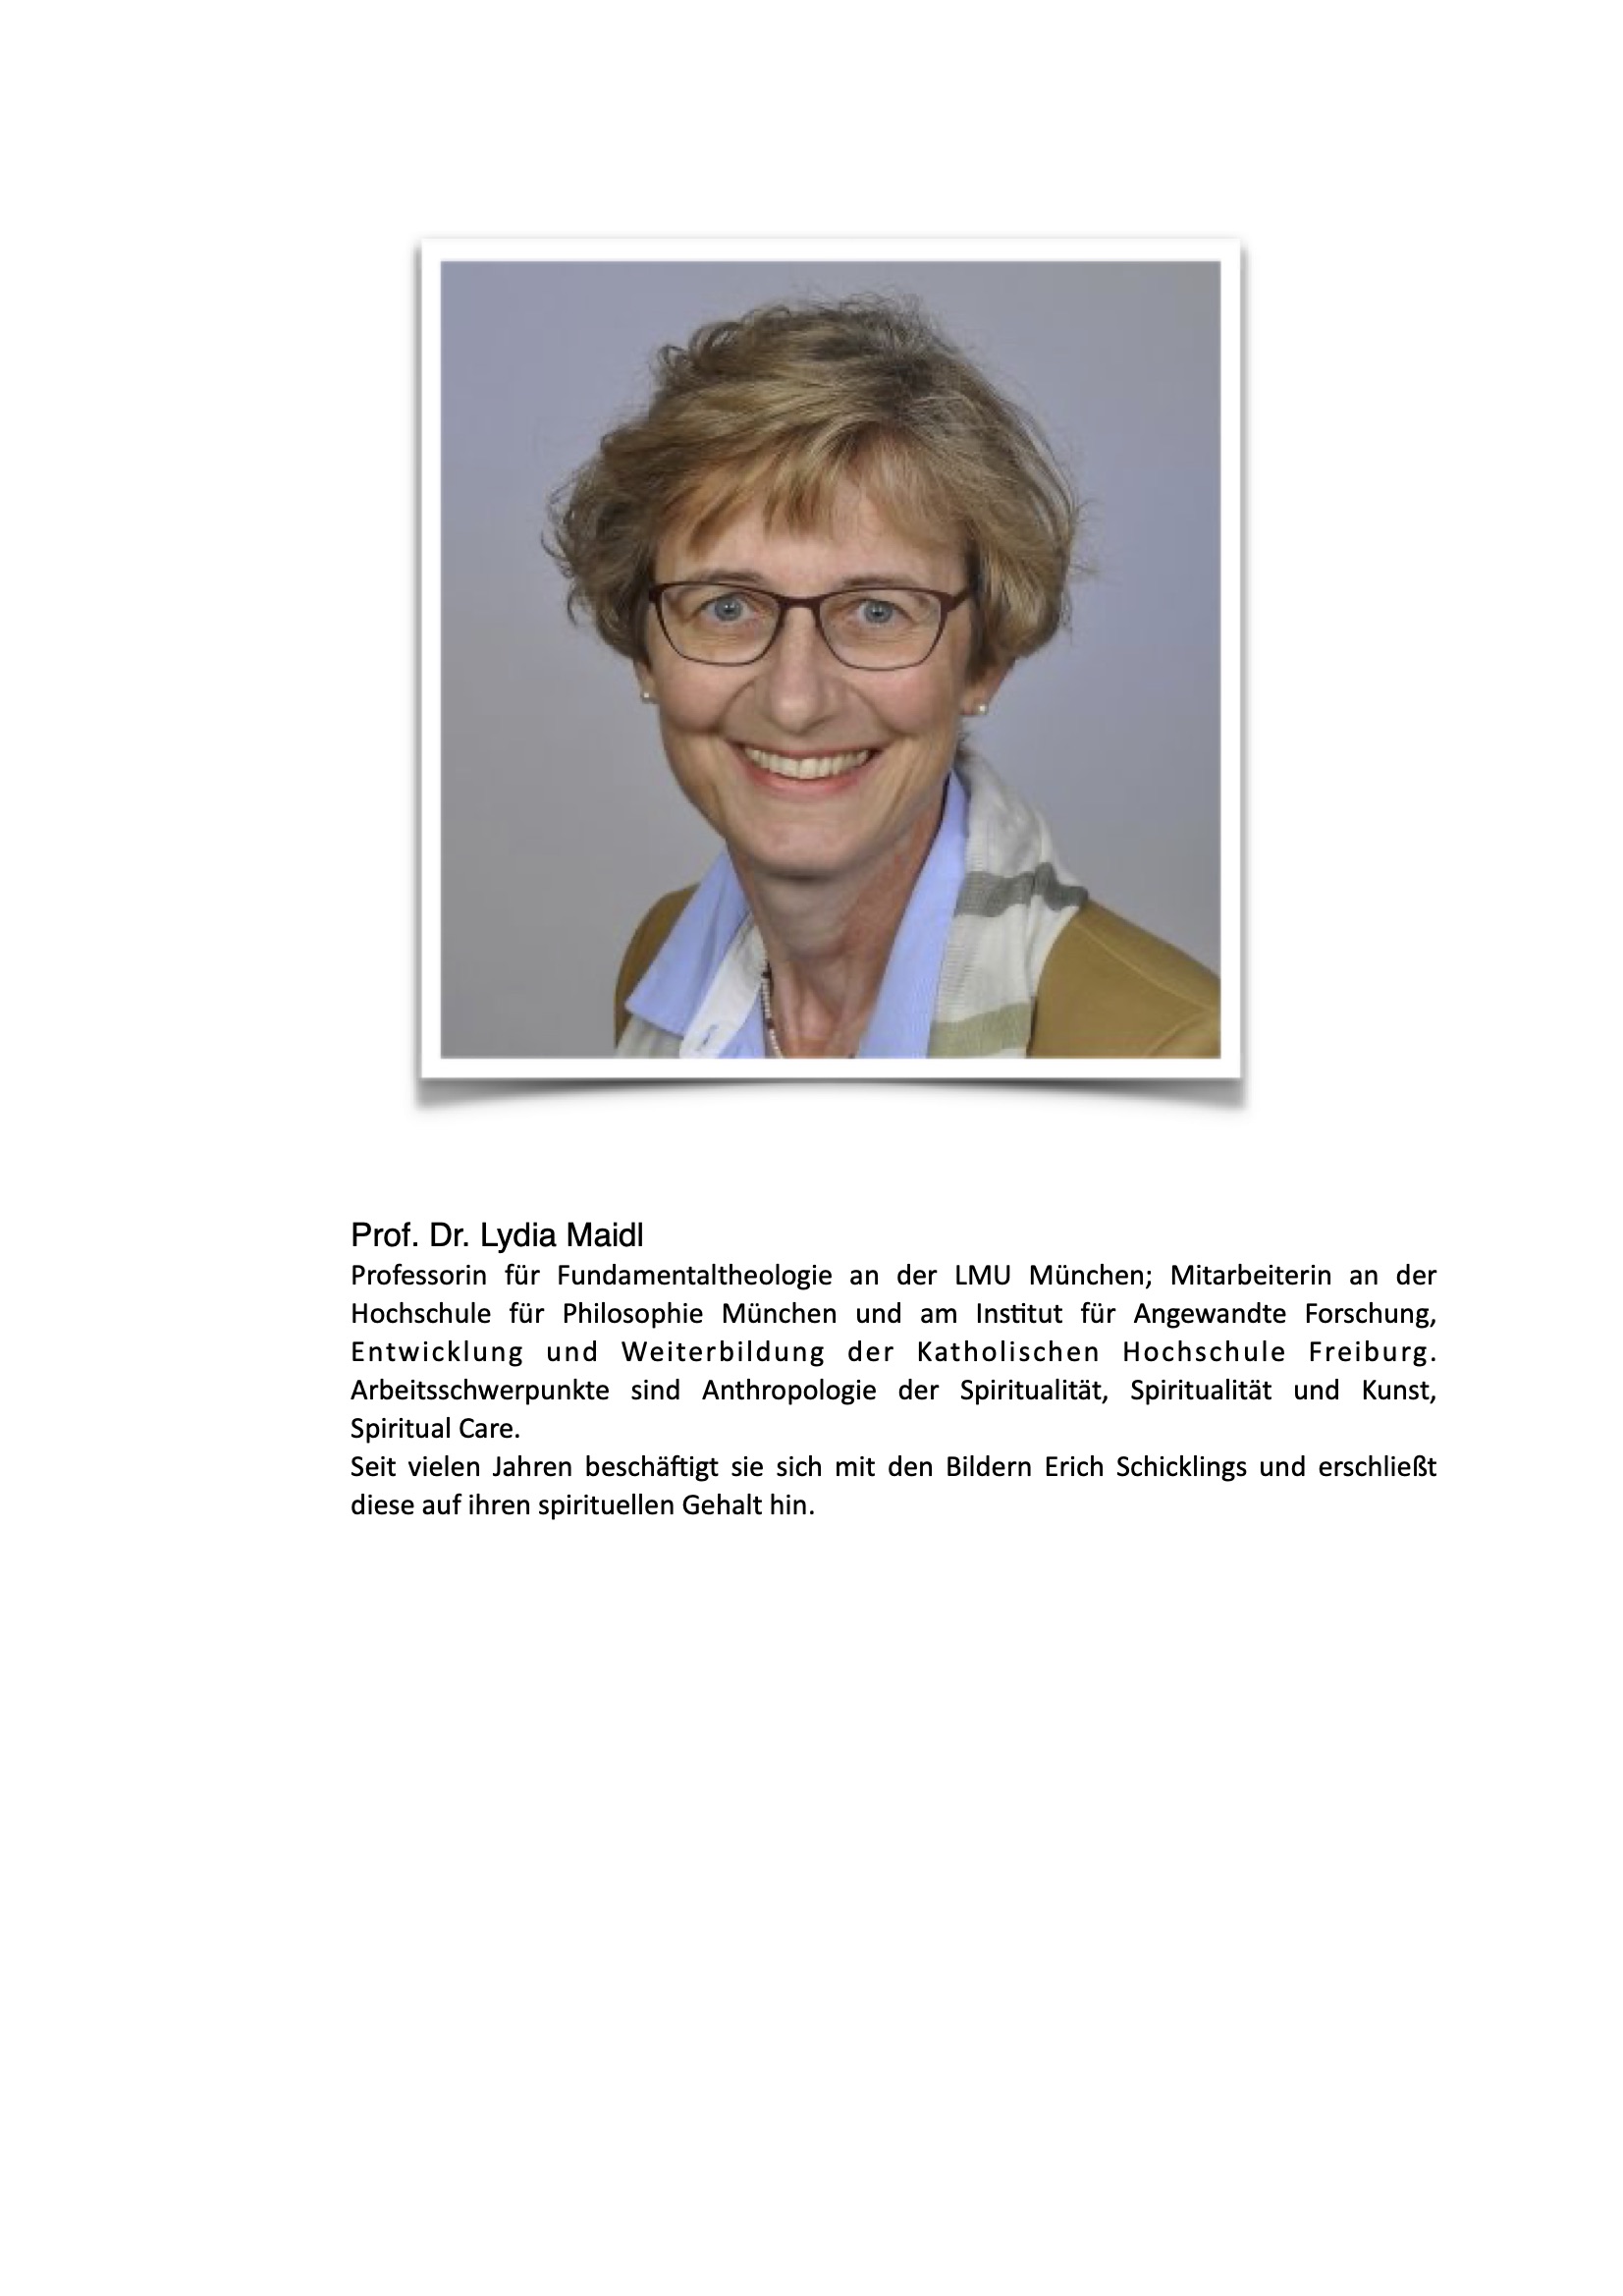 Prof. Dr. Lydia Maidl
Professorin für Fundamentaltheologie an der LMU München; Mitarbeiterin an der
Hochschule für Philosophie München und am Institut für Angewandte Forschung,
Entwicklung und Weiterbildung der Katholischen Hochschule Freiburg.
Arbeitsschwerpunkte sind Anthropologie der Spiritualität, Spiritualität und Kunst,
Spiritual Care.
Seit vielen Jahren beschäftigt sie sich mit den Bildern Erich Schicklings und erschließt
diese auf ihren spirituellen Gehalt hin.